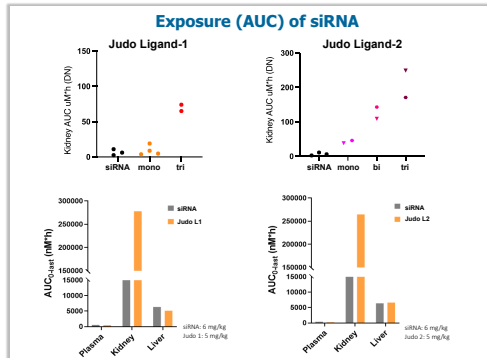 Exposure (AUC) of siRNA
Judo Ligand-1
Kidney AUC uM*h (DN)
150
100
50
0
siRNA mono tri
Judo Ligand-2
Kidney AUC uM*h (DN)
300
200
100
0
siRNA mono bi tri
AUC0-last (nM*h)
300000
250000
200000
150000
15000
10000
5000
0
siRNA
Judo L1
Plasma Kidney Liver
siRNA: 6 mg/kg
Judo 1: 5 mg/kg
AUC0-last (nM*h)
300000
250000
200000
150000
15000
10000
5000
0
siRNA
Judo L2
Plasma Kidney Liver
siRNA: 6 mg/kg
Judo 2: 5 mg/kg